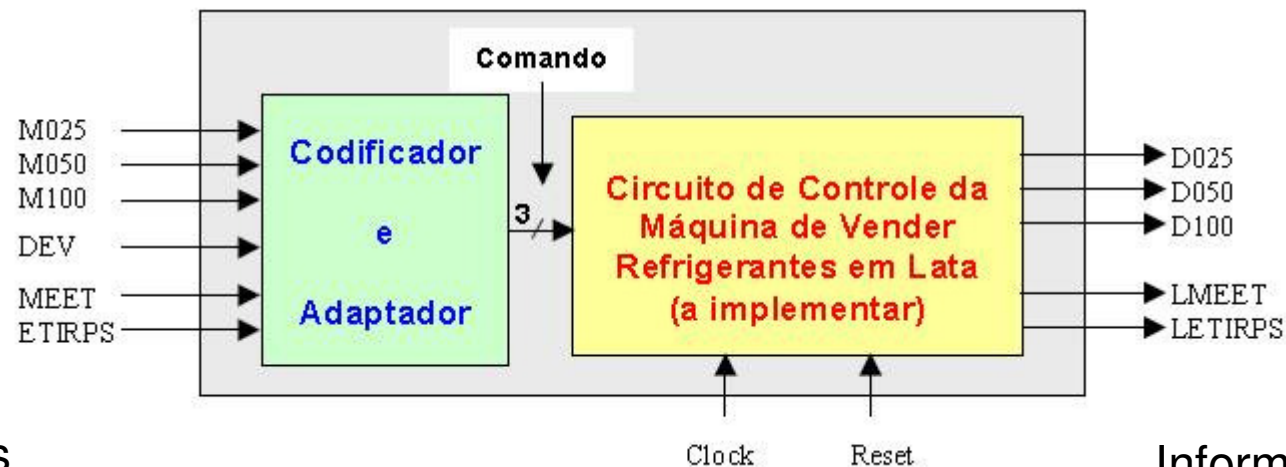 Comando
M025
M050
M100
DEV
MEET
ETIRPS
Codificador
e
Adaptador
3
Circuito de Controle da
Máquina de Vender
Refrigerantes em Lata
(a implementar)
D025
D050
D100
LMEET
LETIRPS
Clock
Reset